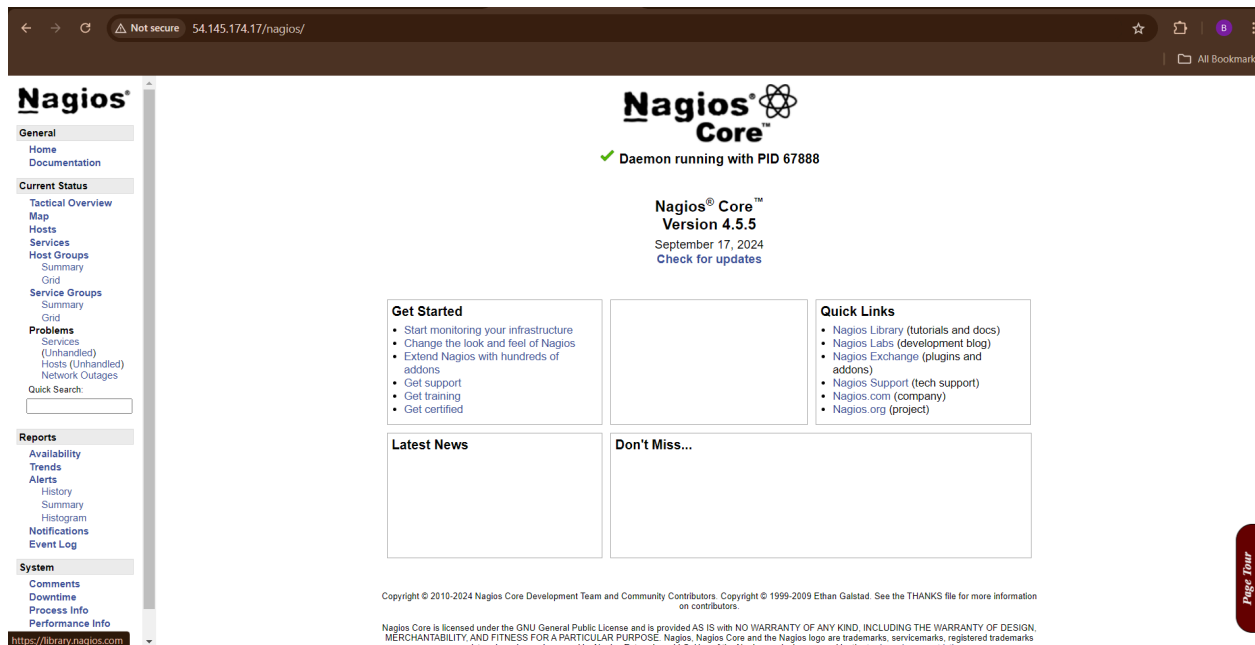 Not secure 54.145.174.17/nagios/
B
All Bookmark
Nagios®
General
Home
Documentation
Current Status
Tactical Overview
Map
Hosts
Services
Host Groups
Summary
Grid
Service Groups
Summary
Grid
Problems
Services
(Unhandled)
Hosts (Unhandled)
Network Outages
Quick Search:
Reports
Availability
Trends
Alerts
History
Summary
Histogram
Notifications
Event Log
System
Comments
Downtime
Process Info
Performance Info
https://library.nagios.com
Nagios®
Core™
Daemon running with PID 67888
Nagios® Core™
Version 4.5.5
September 17, 2024
Check for updates
Get Started
Start monitoring your infrastructure
Change the look and feel of Nagios
Extend Nagios with hundreds of
addons
Get support
Get training
Get certified
Quick Links
Nagios Library (tutorials and docs)
Nagios Labs (development blog)
Nagios Exchange (plugins and
addons)
Nagios Support (tech support)
Nagios.com (company)
Nagios.org (project)
Latest News
Don't Miss...
Page Tour
Copyright © 2010-2024 Nagios Core Development Team and Community Contributors. Copyright © 1999-2009 Ethan Galstad. See the THANKS file for more information
on contributors.
Nagios Core is licensed under the GNU General Public License and is provided AS IS with NO WARRANTY OF ANY KIND, INCLUDING THE WARRANTY OF DESIGN,
MERCHANTABILITY, AND FITNESS FOR A PARTICULAR PURPOSE. Nagios, Nagios Core and the Nagios logo are trademarks, servicemarks, registered trademarks